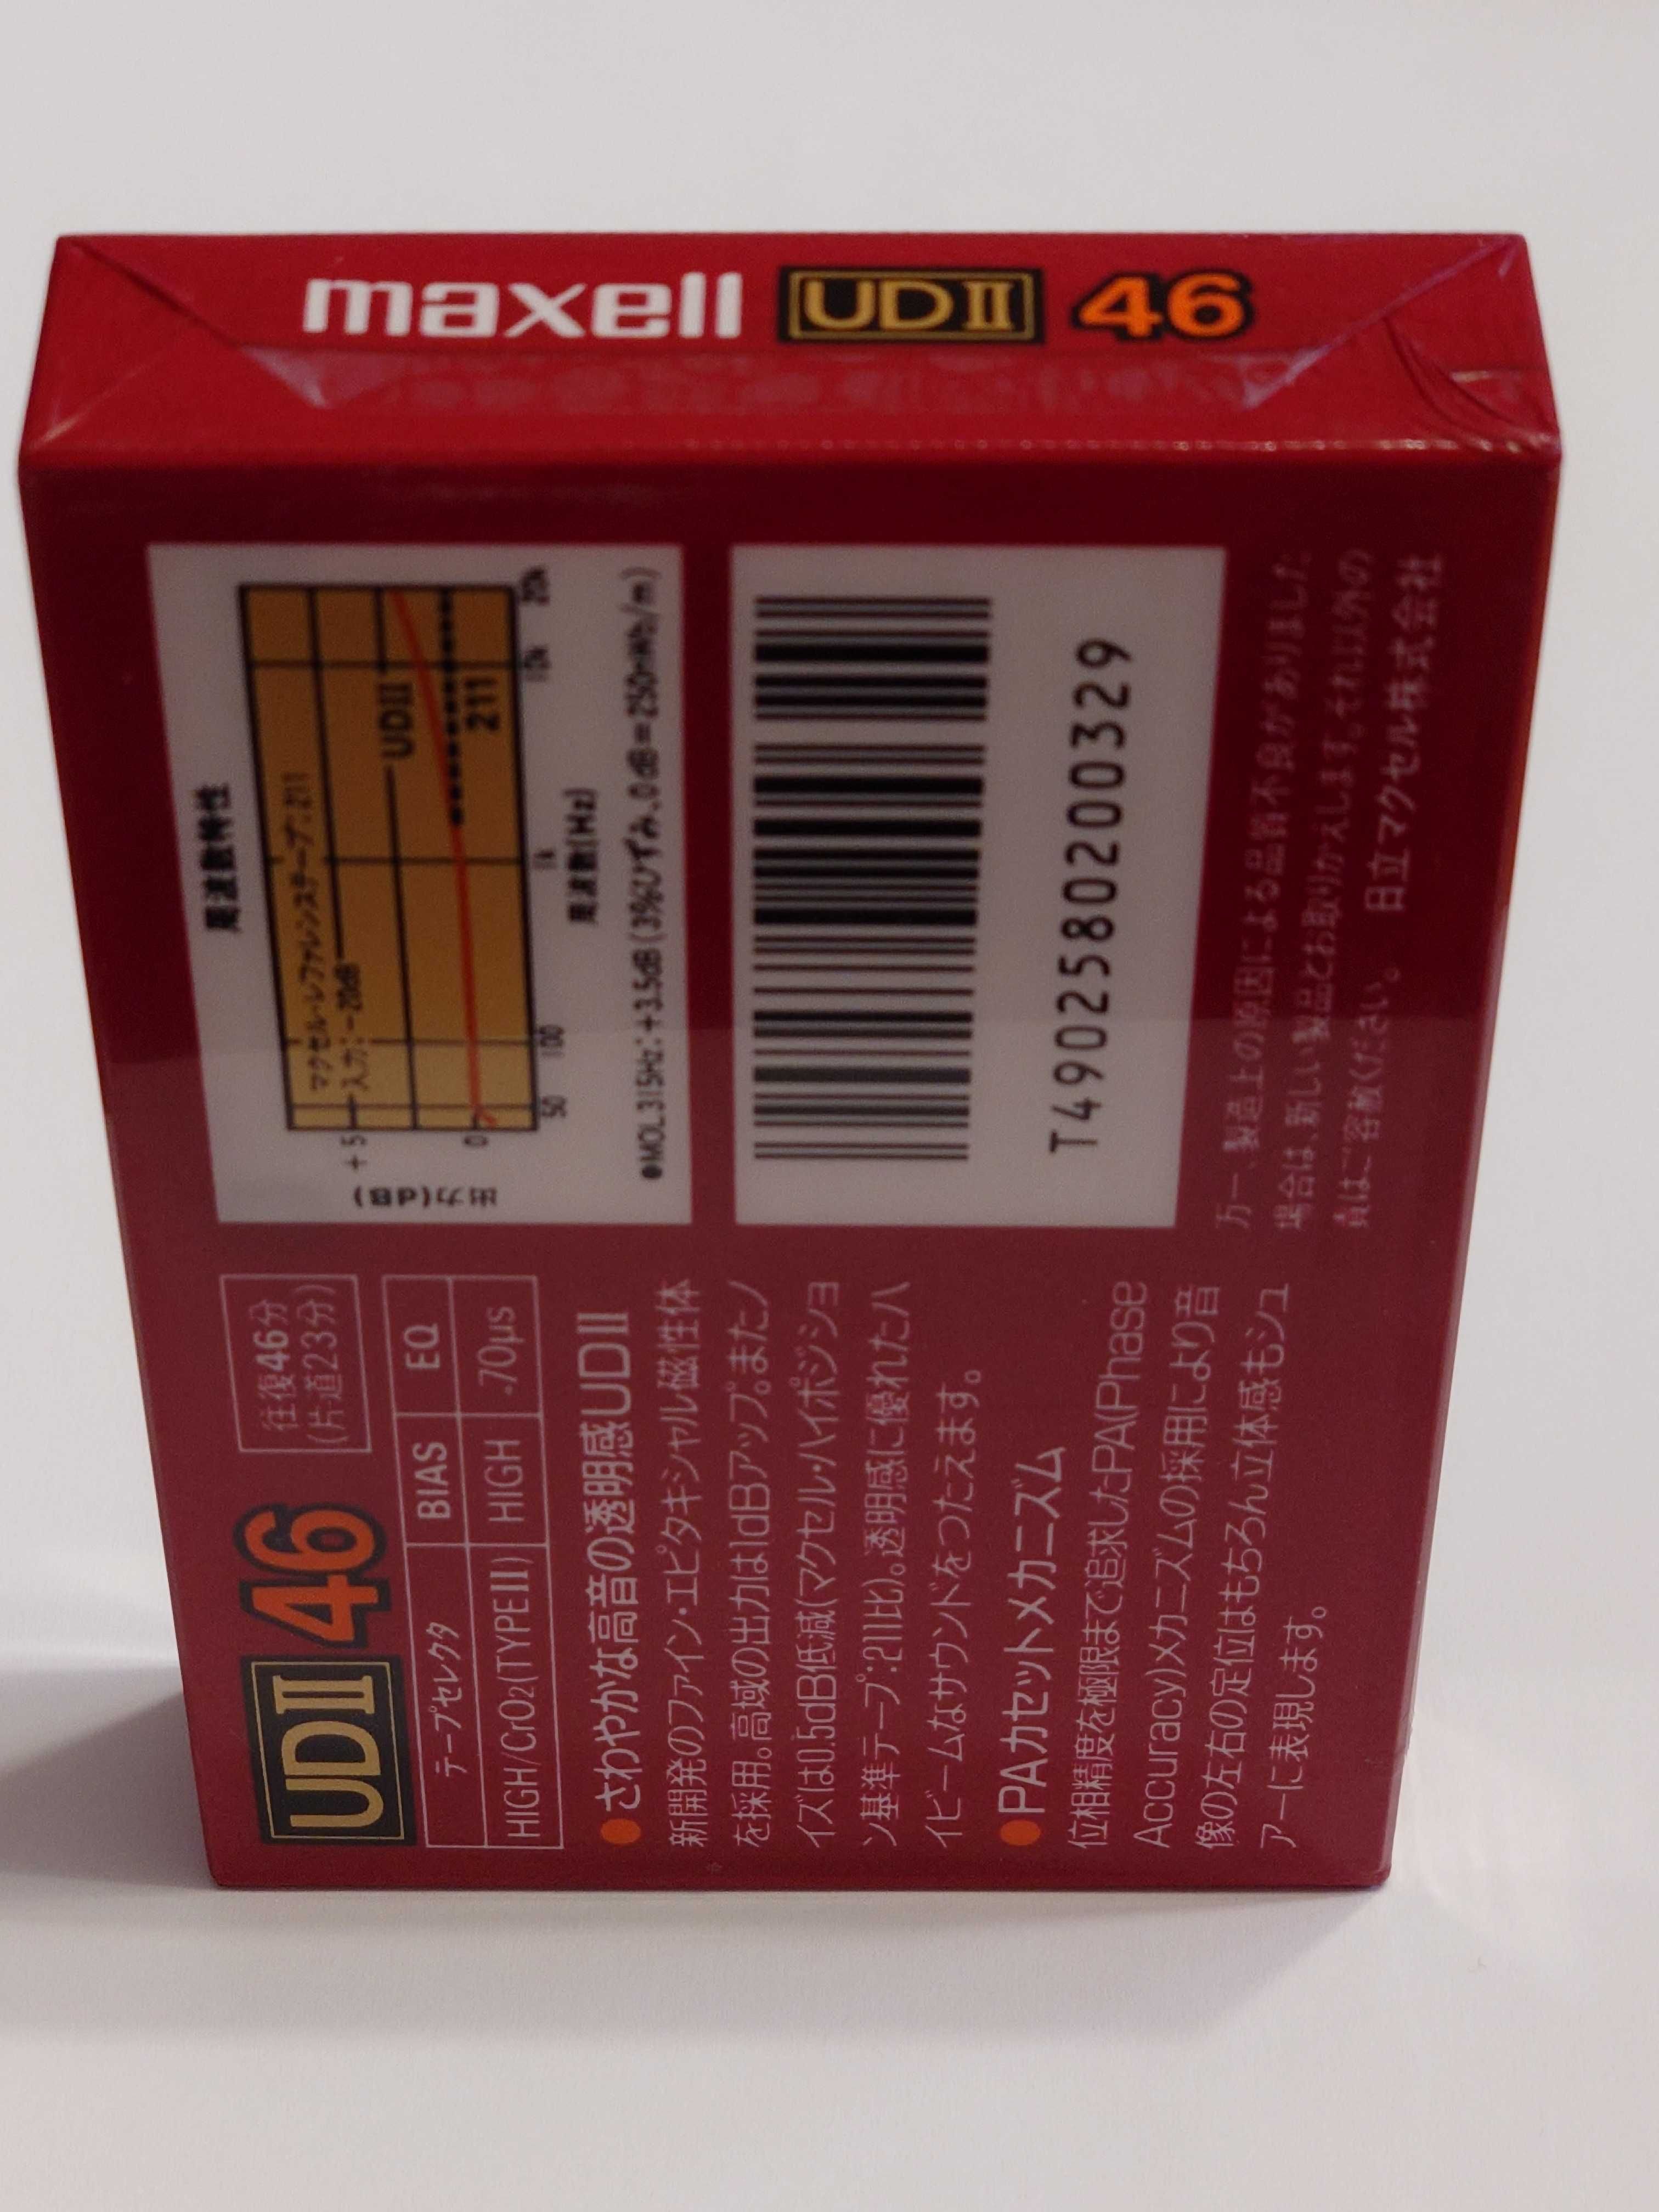 maxell UDII 46
UDII 46
往復46分
(片道23分)
テープセレクタ BIAS EQ
HIGH/CrO2(TYPEII) HIGH 70μs
●さわやかな高音の透明感UDII
新開発のファイン・エピタキシャル磁性体
を採用。高域の出力は1dBアップ。またノ
イズは0.5dB低減(マクセル・ハイポジショ
ン基準テープ:211比)。透明感に優れたハ
イビームなサウンドをつたえます。
●PAカセットメカニズム
位相精度を極限まで追求したPA(Phase
Accuracy)メカニズムの採用により音
像の左右の定位はもちろん立体感もシュ
アーに表現します。
周波数特性
マクセル・レファレンステープ:211
入力:-20dB
UDII
211
出力(dB)
+5
0
50 100 1k 10k 20k
周波数(Hz)
●MOL315Hz:+3.5dB(3%ひずみ、0dB=250nWb/m)
T4902580200329
万一、製造上の原因による品質不良がありました
場合は、新しい製品とお取りかえします。それ以外の
責はご容赦ください。 日立マクセル株式会社